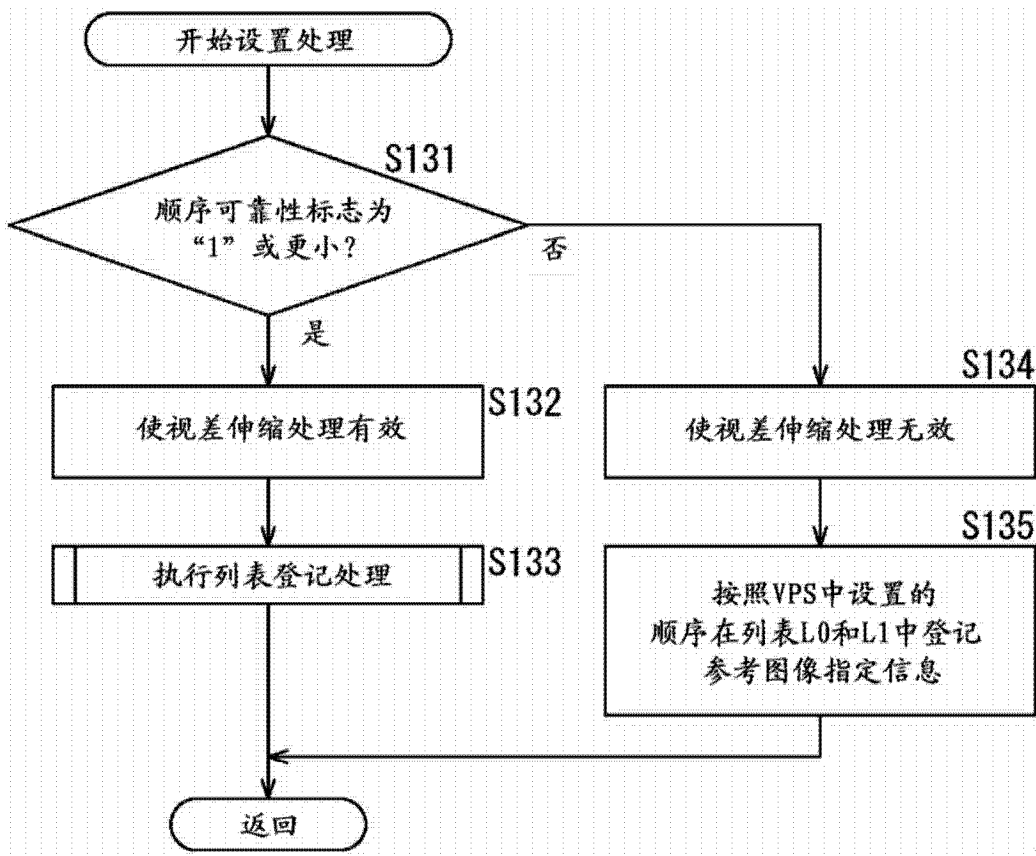 开始设置处理
S131
顺序可靠性标志为
“1”或更小?
否
是
S132
使视差伸缩处理有效
S134
使视差伸缩处理无效
S133
执行列表登记处理
S135
按照VPS中设置的
顺序在列表L0和L1中登记
参考图像指定信息
返回